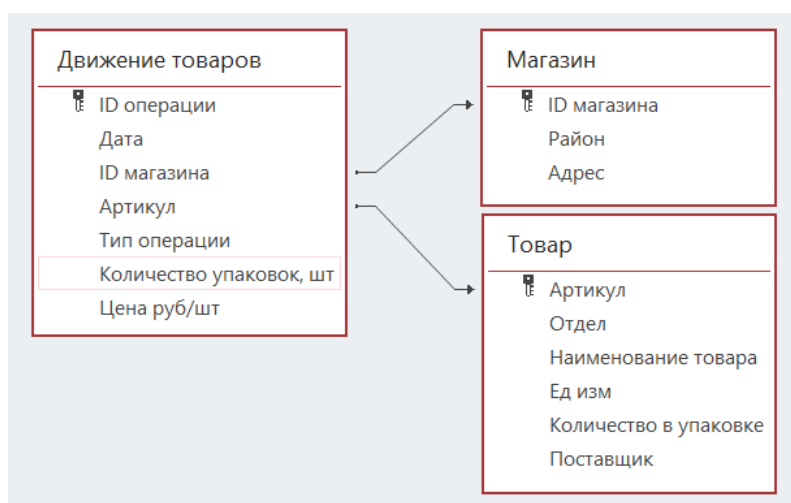 Движение товаров
ID операции
Дата
ID магазина
Артикул
Тип операции
Количество упаковок, шт
Цена руб/шт
Магазин
ID магазина
Район
Адрес
Товар
Артикул
Отдел
Наименование товара
Ед изм
Количество в упаковке
Поставщик